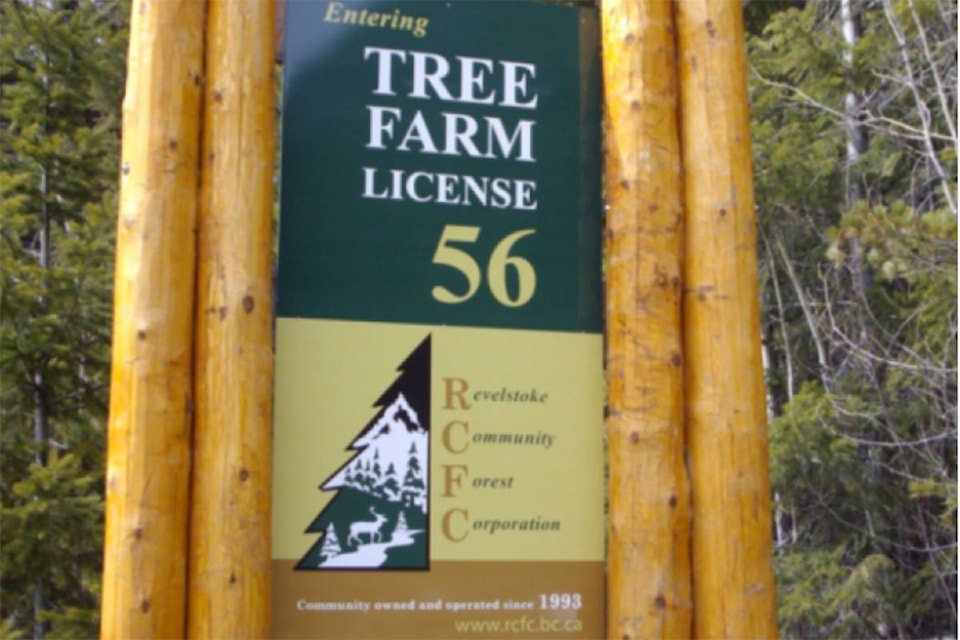 Entering
TREE
FARM
LICENSE
56
Revelstoke
Community
Forest
Corporation
Community owned and operated since 1993
www.rcfc.bc.ca